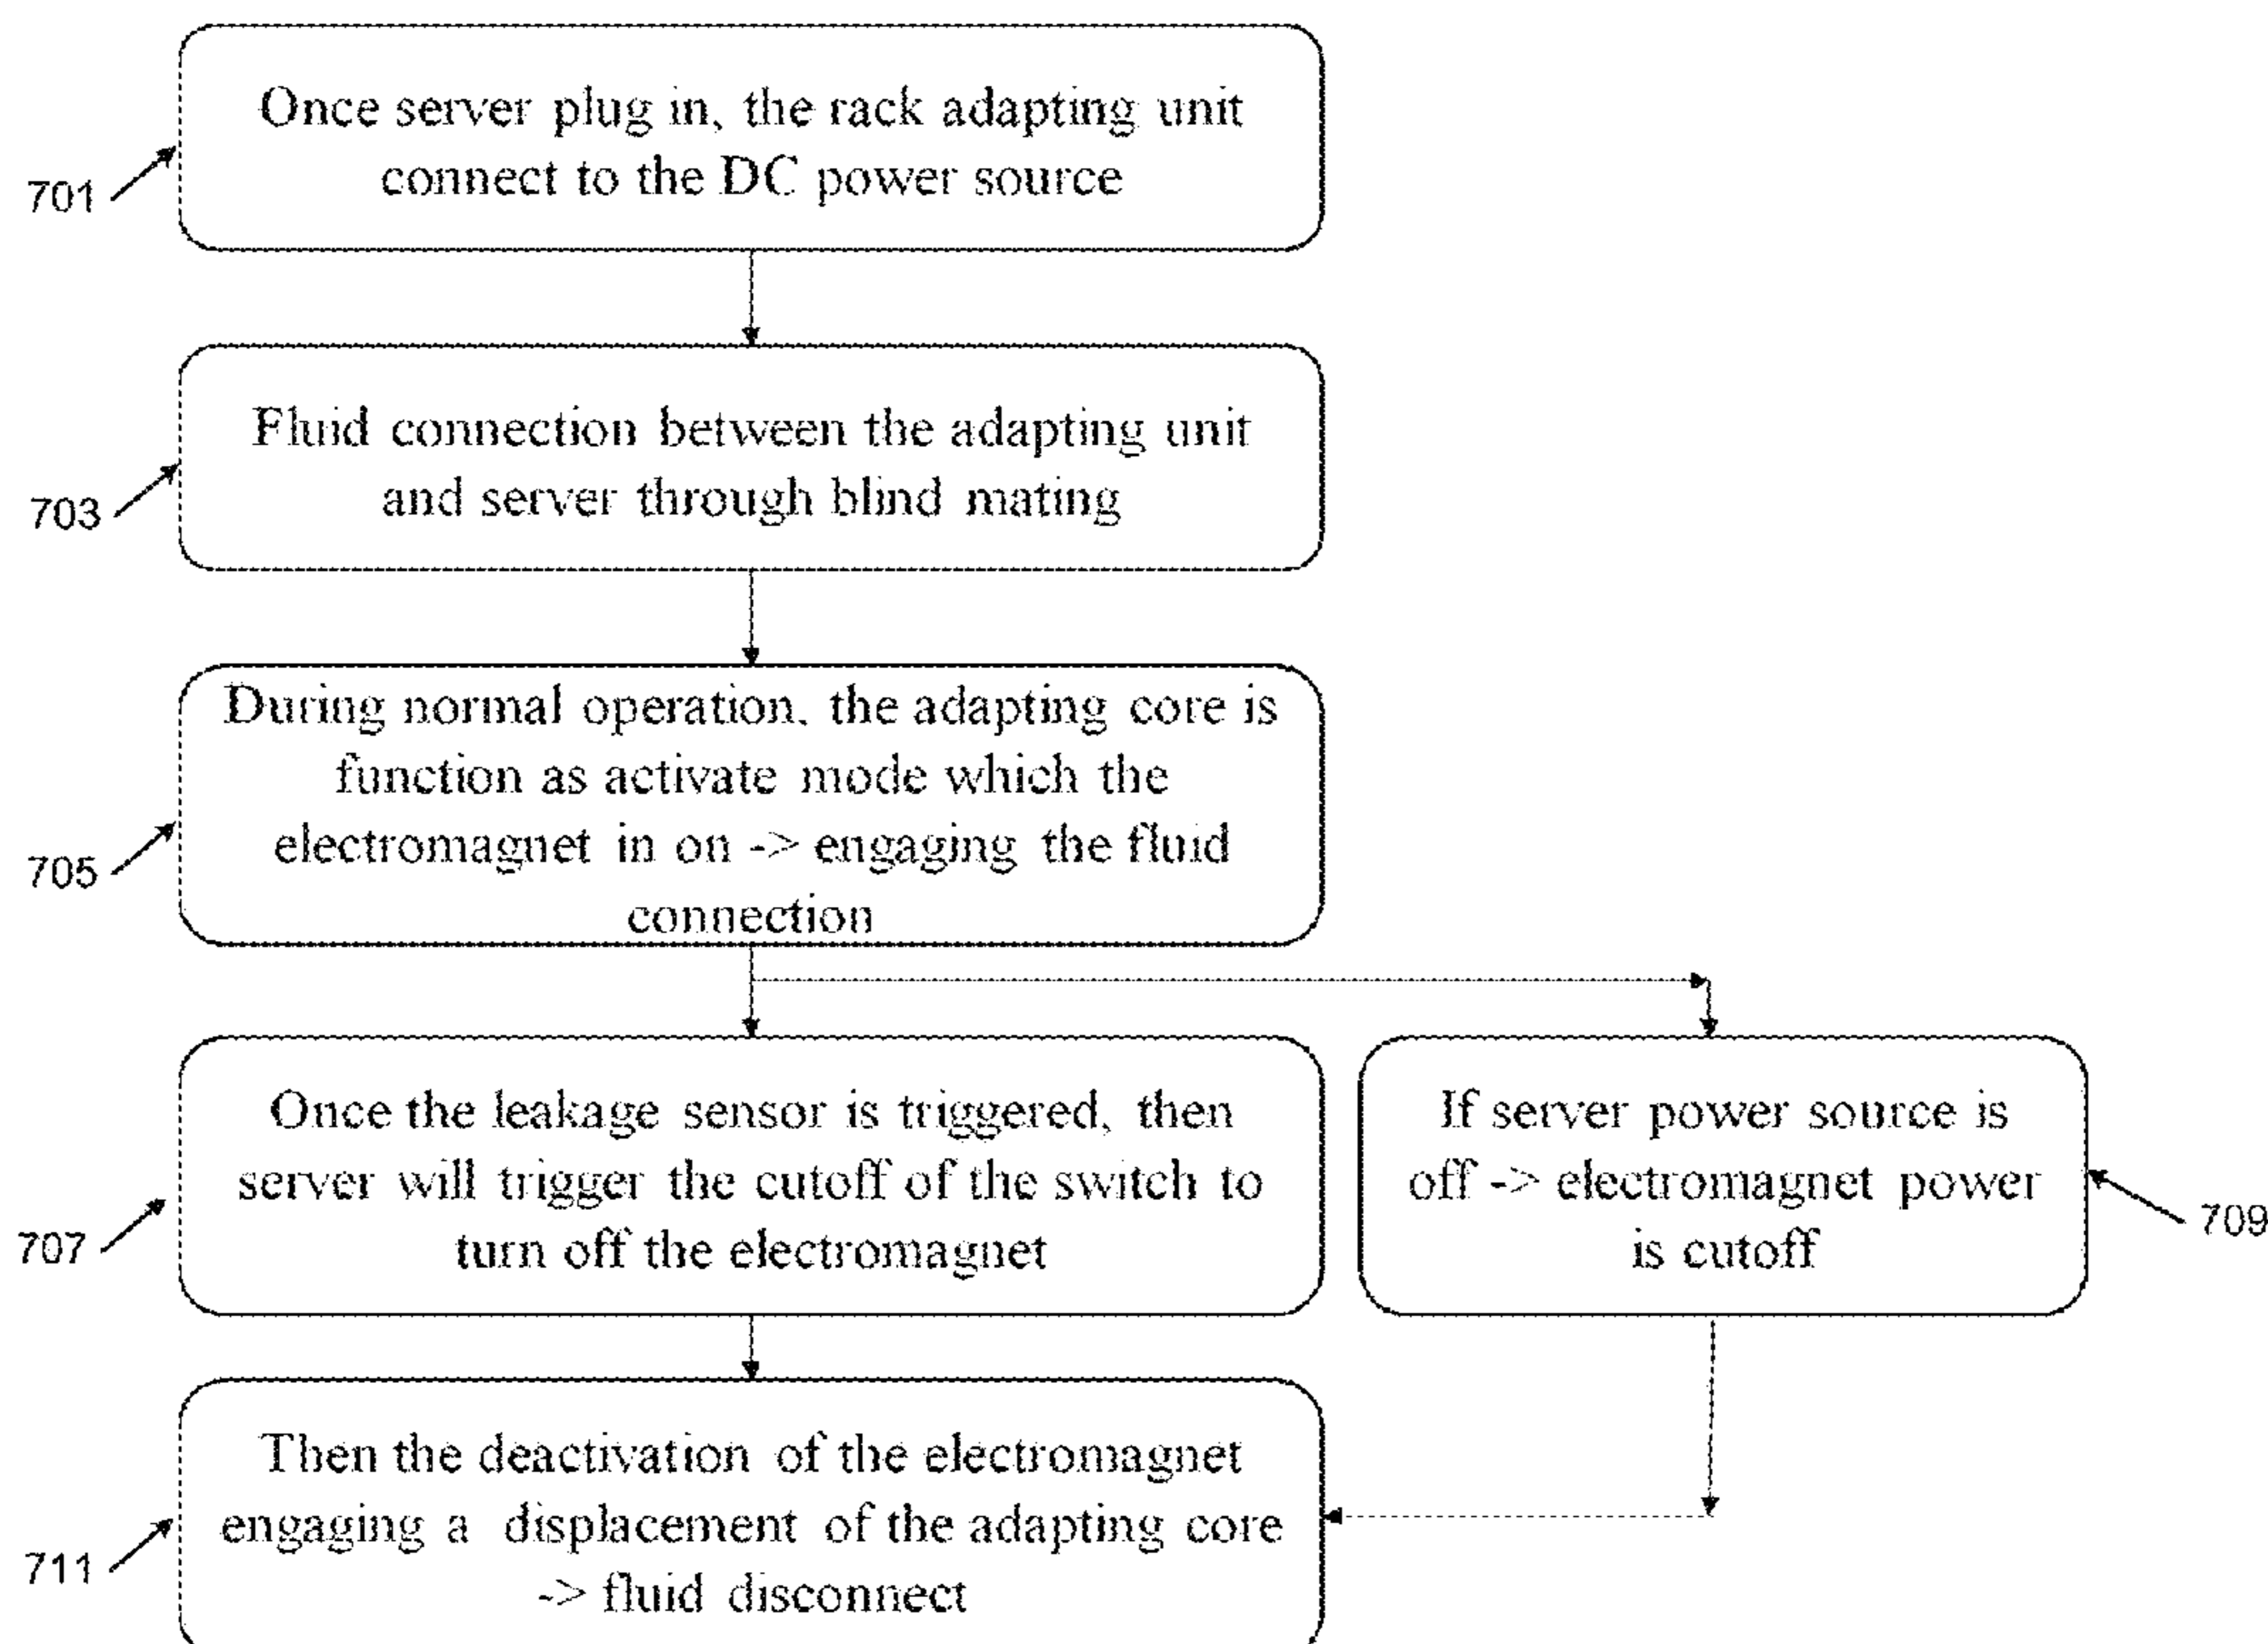 Once server plug in, the rack adapting unit
connect to the DC power source
701
Fluid connection between the adapting unit
and server through blind mating
703
During normal operation, the adapting core is
function as activate mode which the
electromagnet in on -> engaging the fluid
connection
705
Once the leakage sensor is triggered, then
server will trigger the cutoff of the switch to
turn off the electromagnet
707
If server power source is
off -> electromagnet power
is cutoff
709
Then the deactivation of the electromagnet
engaging a displacement of the adapting core
-> fluid disconnect
711